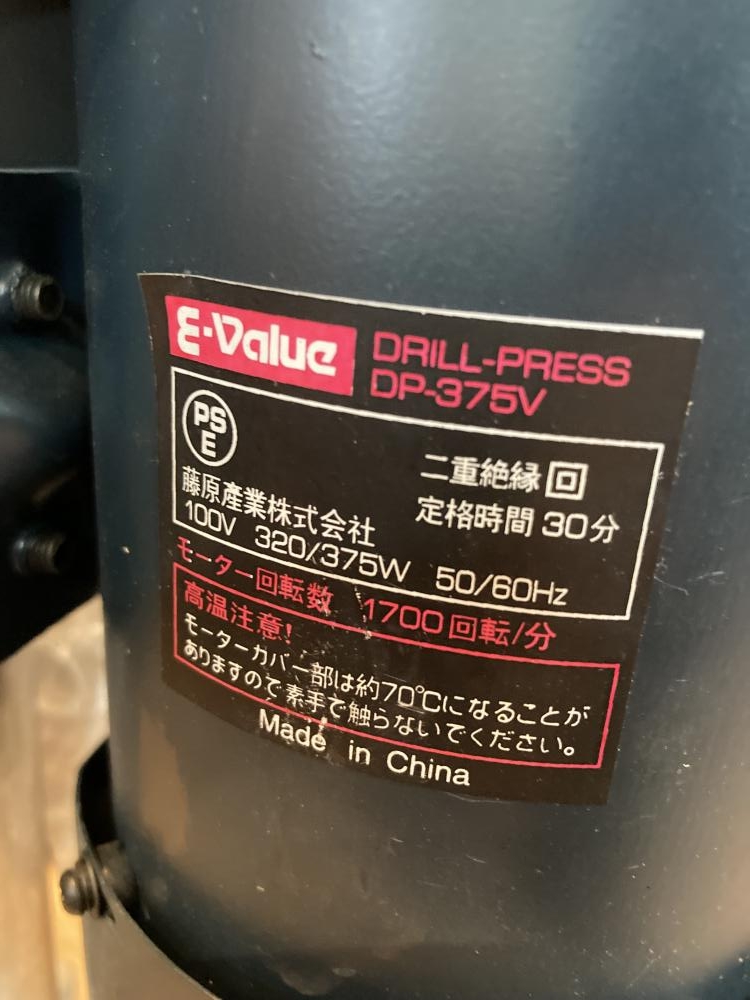 E·Value
DRILL-PRESS
DP-375V
PS
E
二重絶縁 回
藤原産業株式会社
定格時間 30分
100V 320/375W 50/60Hz
モーター回転数 1700回転/分
高温注意!
モーターカバー部は約70℃になることが
ありますので素手で触らないでください。
Made in China